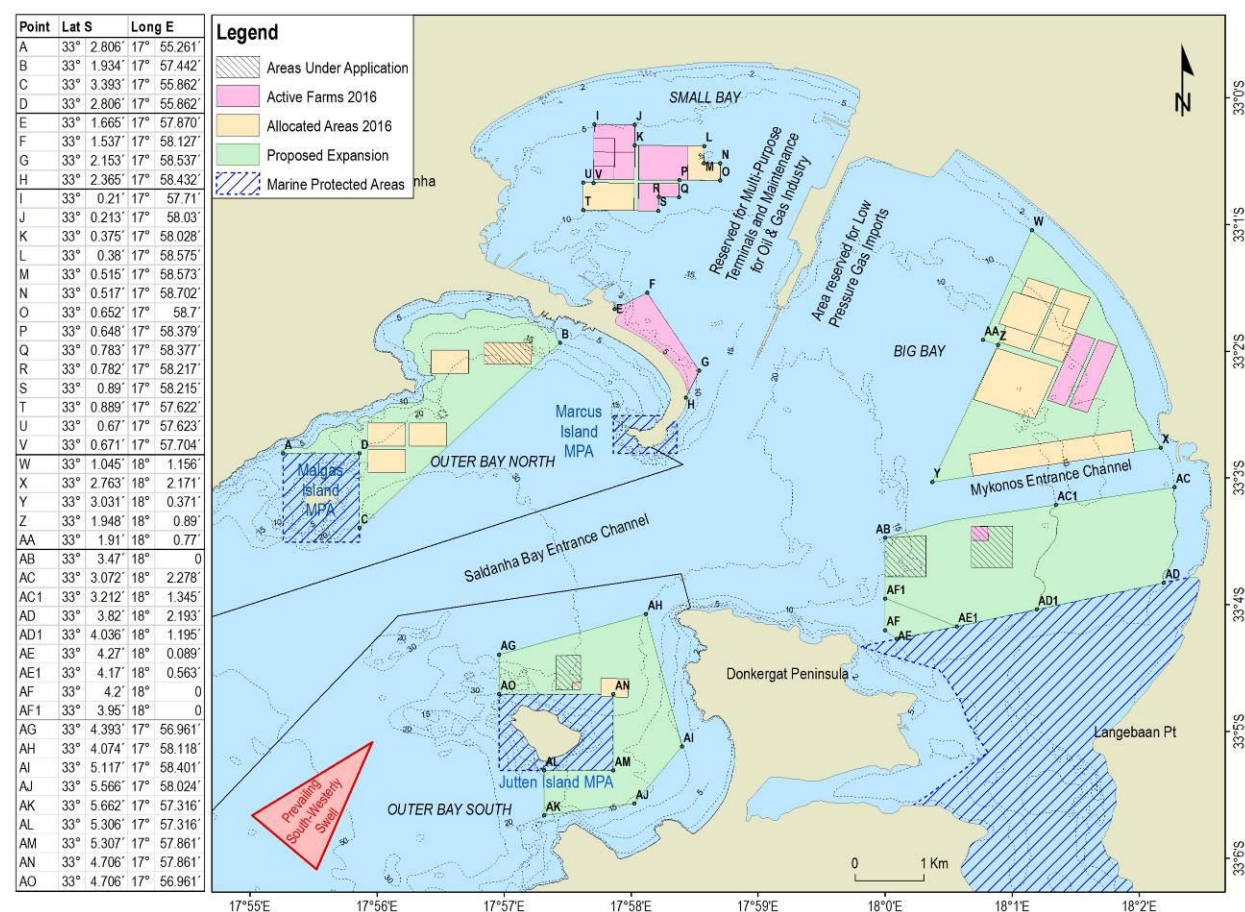 Point Lat S Long E
A 33° 2.806′ 17° 55.261′
B 33° 1.934′ 17° 57.442′
C 33° 3.393′ 17° 55.862′
D 33° 2.806′ 17° 55.862′
E 33° 1.665′ 17° 57.870′
F 33° 1.537′ 17° 58.127′
G 33° 2.153′ 17° 58.537′
H 33° 2.365′ 17° 58.432′
I 33° 0.21′ 17° 57.71′
J 33° 0.213′ 17° 58.03′
K 33° 0.375′ 17° 58.028′
L 33° 0.38′ 17° 58.575′
M 33° 0.515′ 17° 58.573′
N 33° 0.517′ 17° 58.702′
O 33° 0.652′ 17° 58.7′
P 33° 0.648′ 17° 58.379′
Q 33° 0.783′ 17° 58.377′
R 33° 0.782′ 17° 58.217′
S 33° 0.89′ 17° 58.215′
T 33° 0.889′ 17° 57.622′
U 33° 0.67′ 17° 57.623′
V 33° 0.671′ 17° 57.704′
W 33° 1.045′ 18° 1.156′
X 33° 2.763′ 18° 2.171′
Y 33° 3.031′ 18° 0.371′
Z 33° 1.948′ 18° 0.89′
AA 33° 1.91′ 18° 0.77′
AB 33° 3.47′ 18° 0
AC 33° 3.072′ 18° 2.278′
AC1 33° 3.212′ 18° 1.345′
AD 33° 3.82′ 18° 2.193′
AD1 33° 4.036′ 18° 1.195′
AE 33° 4.27′ 18° 0.089′
AE1 33° 4.17′ 18° 0.563′
AF 33° 4.2′ 18° 0
AF1 33° 3.95′ 18° 0
AG 33° 4.393′ 17° 56.961′
AH 33° 4.074′ 17° 58.118′
AI 33° 5.117′ 17° 58.401′
AJ 33° 5.566′ 17° 58.024′
AK 33° 5.662′ 17° 57.316′
AL 33° 5.306′ 17° 57.316′
AM 33° 5.307′ 17° 57.861′
AN 33° 4.706′ 17° 57.861′
AO 33° 4.706′ 17° 56.961′
Legend
Areas Under Application
Active Farms 2016
Allocated Areas 2016
Proposed Expansion
Marine Protected Areas
N
SMALL BAY
I
J
K
L
N
M
O
P
U
V
R
Q
T
S
Reserved for Multi-Purpose
Terminals and Maintenance
for Oil & Gas Industry
Area reserved for Low
Pressure Gas Imports
W
F
E
B
AA
Z
BIG BAY
G
H
Marcus
Island
MPA
A
D
OUTER BAY NORTH
Malgas
Island
MPA
C
X
Y
Mykonos Entrance Channel
AC
AC1
AB
Saldanha Bay Entrance Channel
AF1
AD
AD1
AE1
AF
AE
AH
AG
Donkergat Peninsula
AO
AN
Langebaan Pt
AI
AL
AM
Jutten Island MPA
AJ
AK
OUTER BAY SOUTH
Prevailing
South-Westerly
Swell
0 1 Km
33°0'S
33°1'S
33°2'S
33°3'S
33°4'S
33°5'S
33°6'S
17°55'E 17°56'E 17°57'E 17°58'E 17°59'E 18°0'E 18°1'E 18°2'E